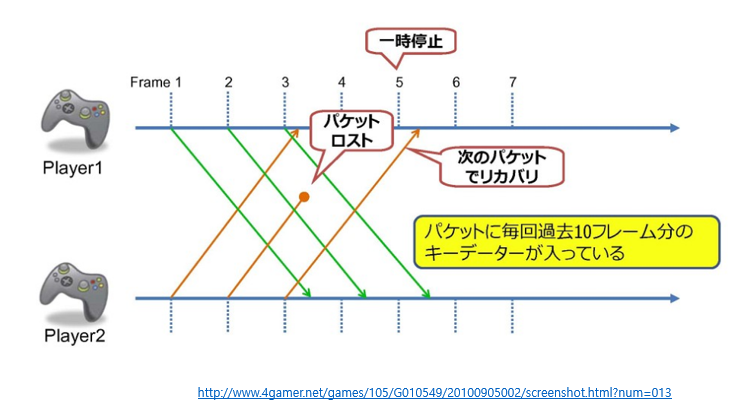 一時停止
Frame 1 2 3 4 5 6 7
パケット
ロスト
Player1
次のパケット
でリカバリ
パケットに毎回過去10フレーム分の
キーデーターが入っている
Player2
http://www.4gamer.net/games/105/G010549/20100905002/screenshot.html?num=013